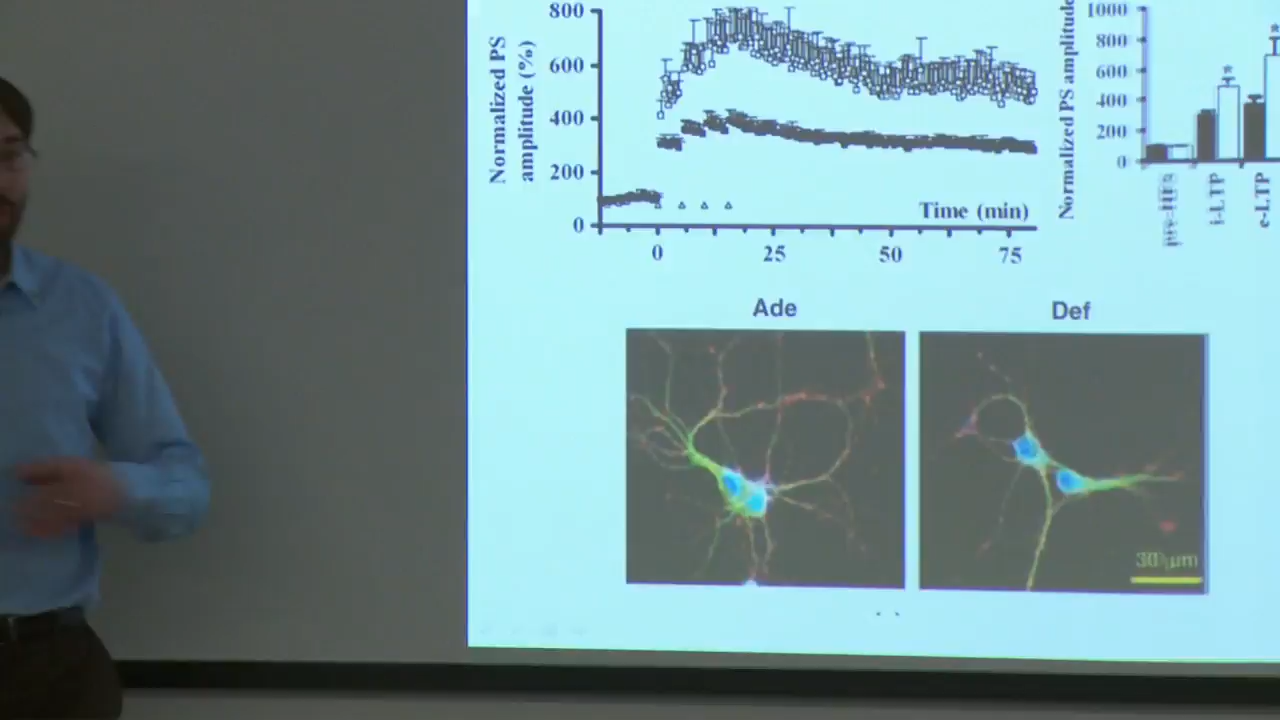 Normalized PS
amplitude (%)
800
600
400
200
0
Time (min)
0
25
50
75
Normalized PS amplitude
1000
800
600
400
200
0
*
*
i-LTP
e-LTP
Ade
Def
30 µm